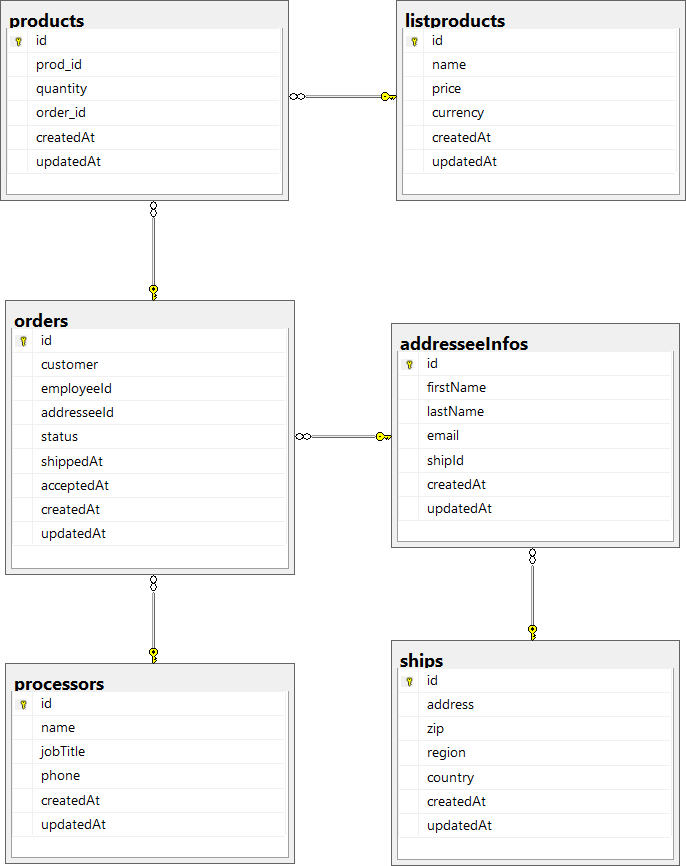 products
id
prod_id
quantity
order_id
createdAt
updatedAt
listproducts
id
name
price
currency
createdAt
updatedAt
orders
id
customer
employeeId
addresseeId
status
shippedAt
acceptedAt
createdAt
updatedAt
addresseeInfos
id
firstName
lastName
email
shipId
createdAt
updatedAt
processors
id
name
jobTitle
phone
createdAt
updatedAt
ships
id
address
zip
region
country
createdAt
updatedAt